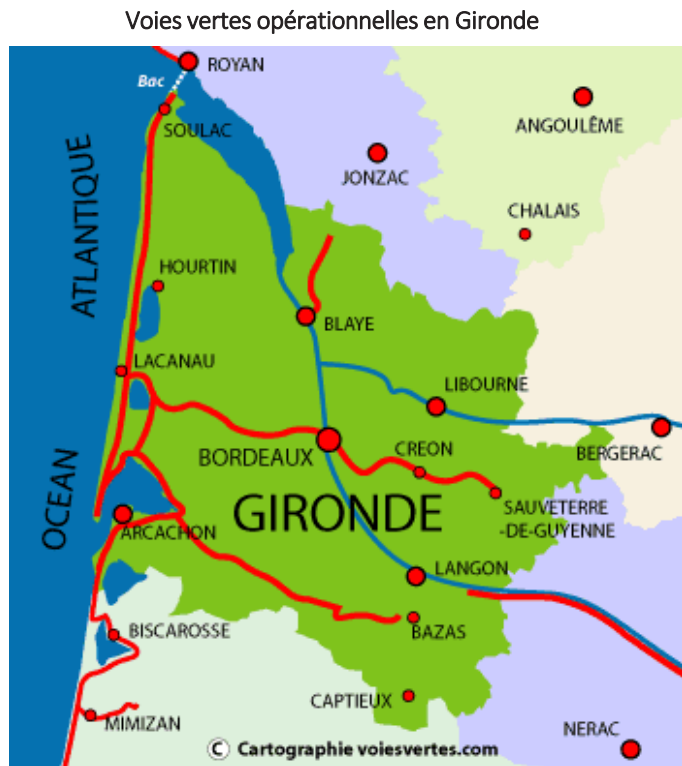 Voies vertes opérationnelles en Gironde
ROYAN
Bac
SOULAC
ANGOULÊME
JONZAC
CHALAIS
ATLANTIQUE
HOURTIN
BLAYE
LACANAU
LIBOURNE
BORDEAUX
CREON
BERGERAC
OCEAN
GIRONDE
SAUVETERRE
-DE-GUYENNE
ARCACHON
LANGON
BISCAROSSE
BAZAS
CAPTIEUX
MIMIZAN
NERAC
C Cartographie voiesvertes.com